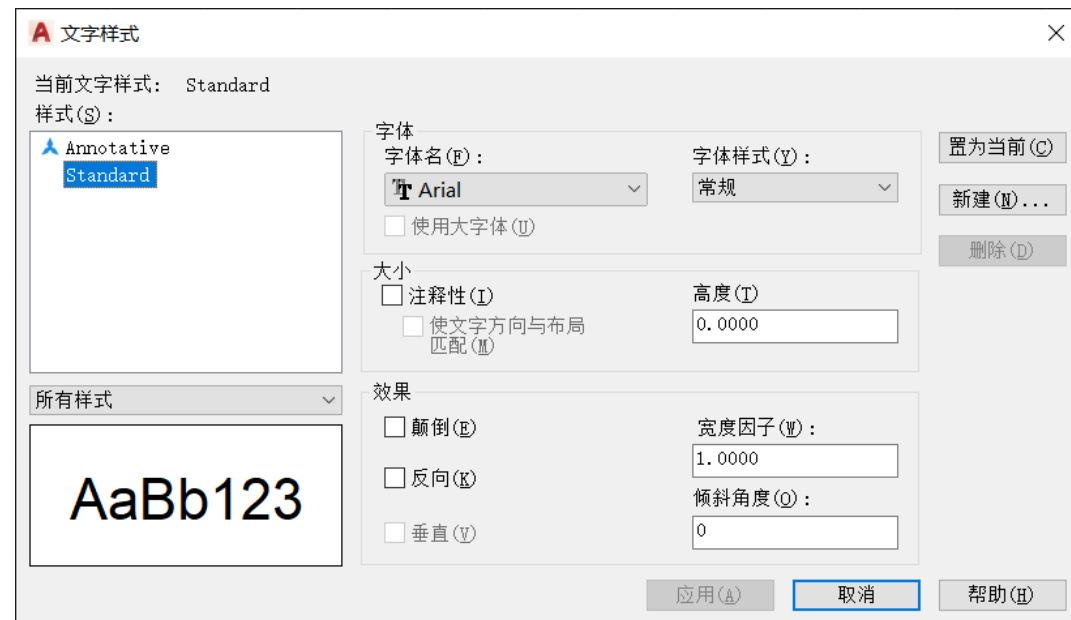 文字样式
当前文字样式: Standard
样式(S):
Annotative
Standard
所有样式
AaBb123
字体
字体名(F):
Arial
使用大字体(U)
字体样式(Y):
常规
大小
注释性(I)
使文字方向与布局
匹配(M)
高度(T)
0.0000
效果
颠倒(E)
反向(K)
垂直(V)
宽度因子(W):
1.0000
倾斜角度(O):
0
置为当前(C)
新建(N)...
删除(D)
应用(A)
取消
帮助(H)